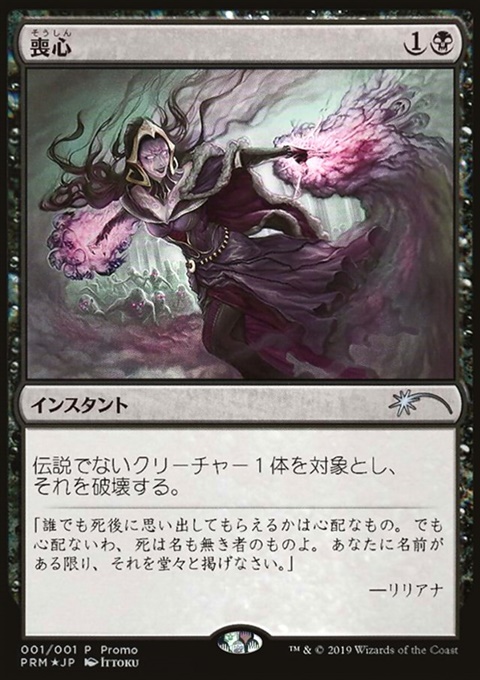 そうしん
喪心 1
インスタント
伝説でないクリーチャー1体を対象とし、
それを破壊する。
「誰でも死後に思い出してもらえるかは心配なもの。 でも
心配ないわ、死は名も無き者のものよ。 あなたに名前
がある限り、それを堂々と掲げなさい。」
―リリアナ
001/001 P Promo
PRM★JP ITTOKU ™ & © 2019 Wizards of the Coast